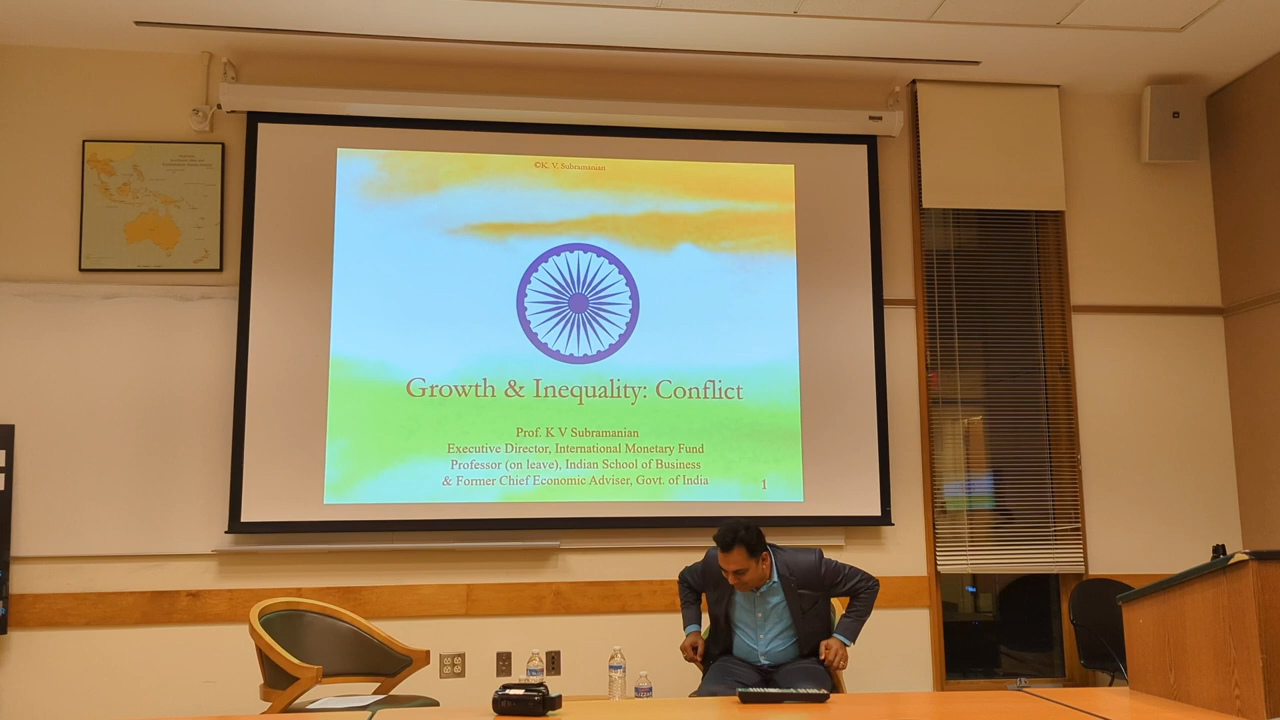 ©K. V. Subramanian
Growth & Inequality: Conflict
Prof. K V Subramanian
Executive Director, International Monetary Fund
Professor (on leave), Indian School of Business
& Former Chief Economic Adviser, Govt. of India
1